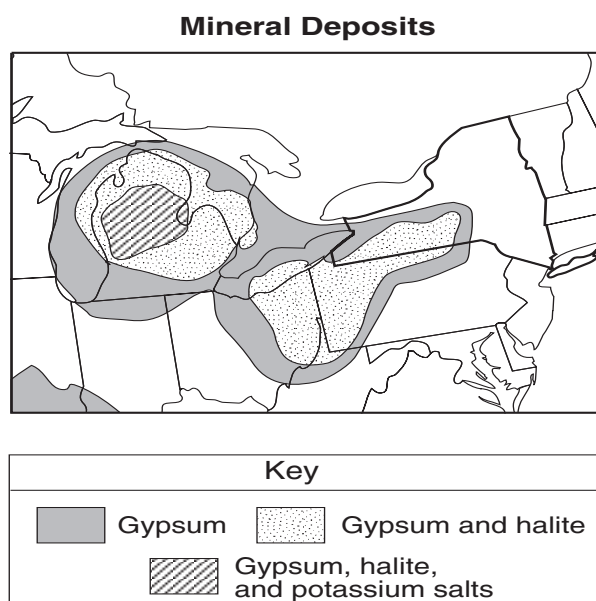 Mineral Deposits
Key
Gypsum
Gypsum and halite
Gypsum, halite,
and potassium salts